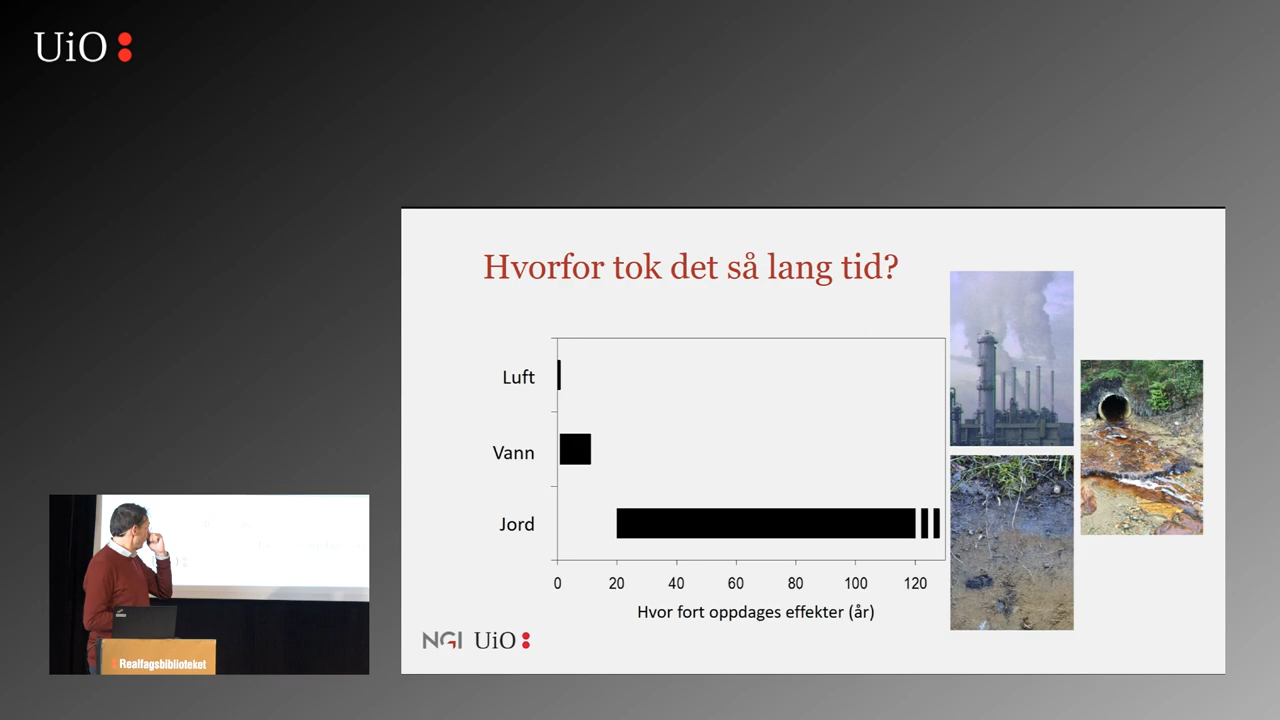 UiO
Hvorfor tok det så lang tid?
Luft
Vann
Jord
0 20 40 60 80 100 120
Hvor fort oppdages effekter (år)
NGI UiO
Realfagsbiblioteket